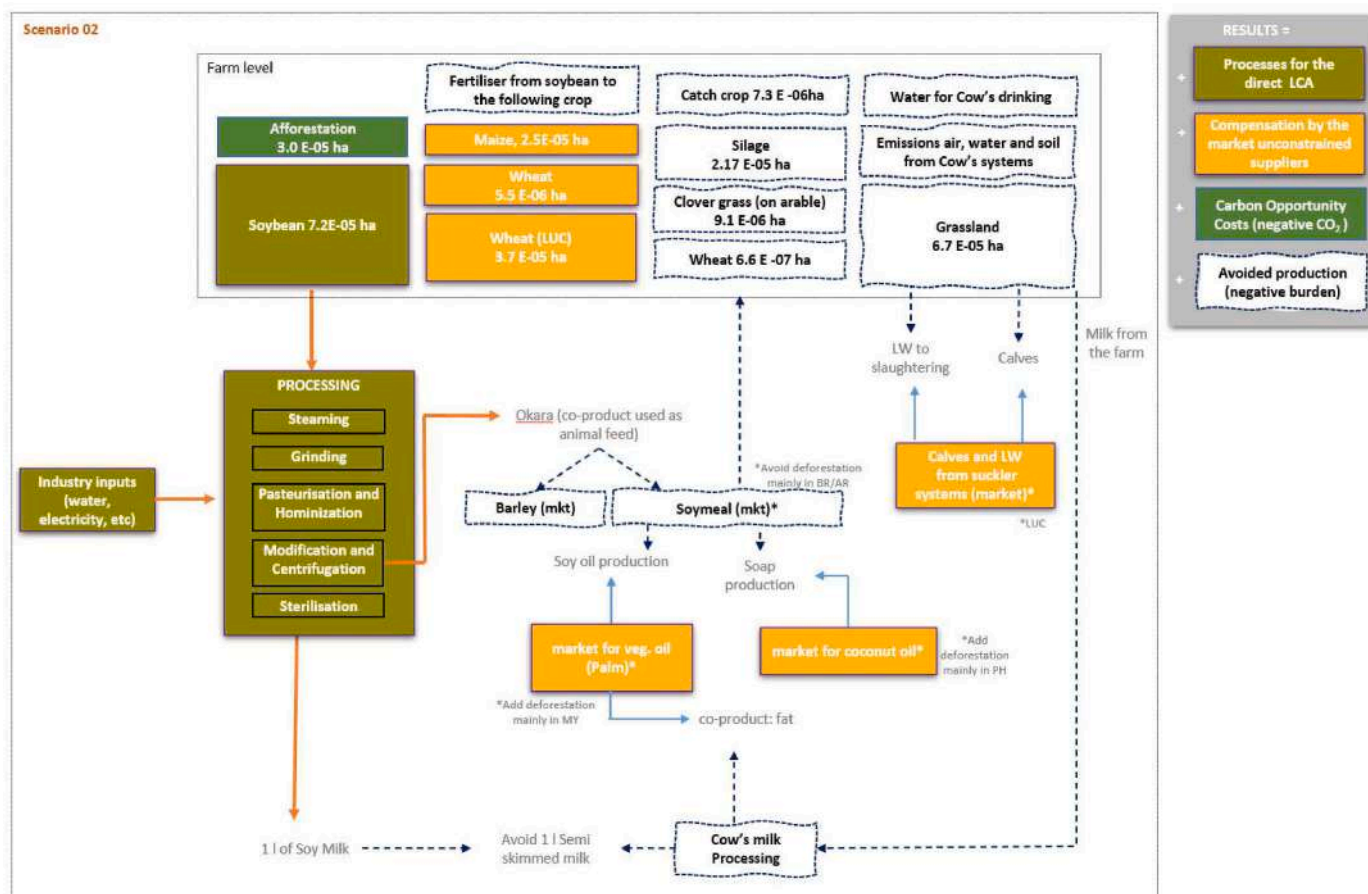 Scenario 02
Farm level
Afforestation
3.0 E-05 ha
Soybean 7.2E-05 ha
Fertiliser from soybean to
the following crop
Maize, 2.5E-05 ha
Wheat
5.5 E-06 ha
Wheat (LUC)
3.7 E-05 ha
Catch crop 7.3 E -06ha
Silage
2.17 E-05 ha
Clover grass (on arable)
9.1 E-06 ha
Wheat 6.6 E -07 ha
Water for Cow's drinking
Emissions air, water and soil
from Cow's systems
Grassland
6.7 E-05 ha
RESULTS =
+
Processes for the
direct LCA
+
Compensation by the
market unconstrained
suppliers
+
Carbon Opportunity
Costs (negative CO₂)
+
Avoided production
(negative burden)
LW to
slaughtering
Calves
Milk from
the farm
PROCESSING
Steaming
Grinding
Pasteurisation and
Hominization
Modification and
Centrifugation
Sterilisation
Industry inputs
(water,
electricity, etc)
Okara (co-product used as
animal feed)
*Avoid deforestation
mainly in BR/AR
Barley (mkt)
Soymeal (mkt)*
Calves and LW
from suckler
systems (market)*
*LUC
Soy oil production
Soap
production
market for veg. oil
(Palm)*
*Add deforestation
mainly in MY
market for coconut oil*
*Add
deforestation
mainly in PH
co-product: fat
1 l of Soy Milk
Avoid 1 l Semi
skimmed milk
Cow's milk
Processing